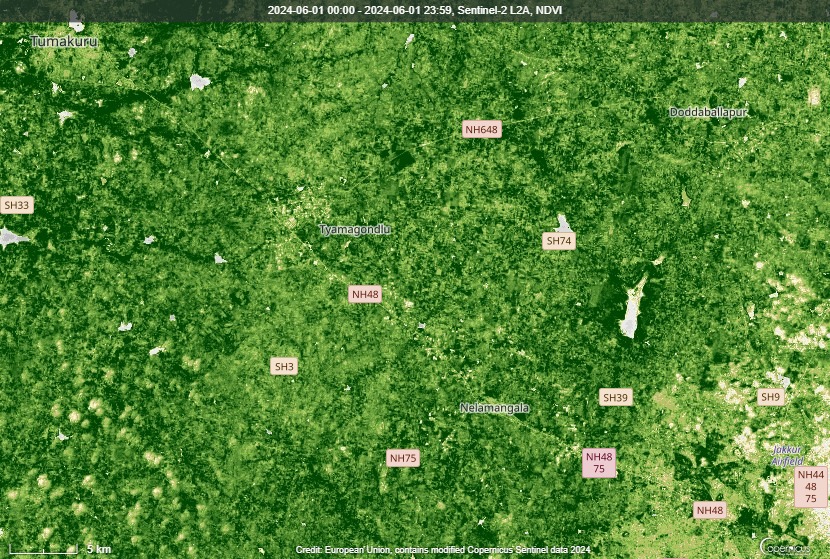 2024-06-01 00:00 - 2024-06-01 23:59, Sentinel-2 L2A, NDVI
Tumakuru
Doddaballapur
NH648
SH33
Tyamagondlu
SH74
NH48
SH3
SH39
SH9
Nelamangala
Jakkur
Airfield
NH75
NH48
75
NH44
48
75
NH48
5 km
Credit: European Union, contains modified Copernicus Sentinel data 2024
opernicus